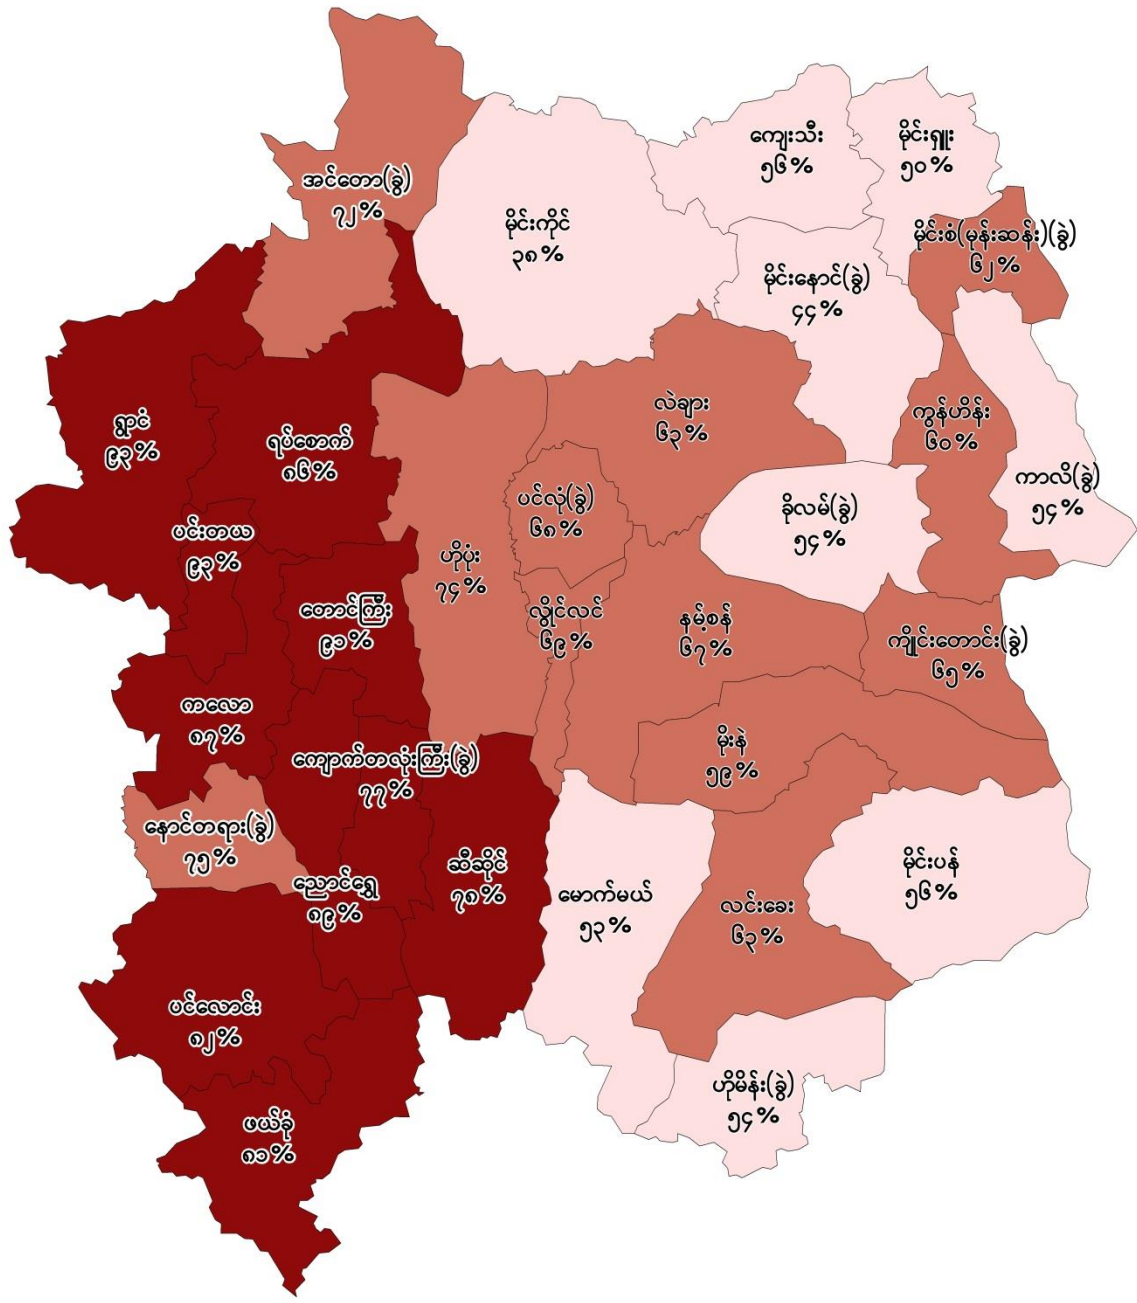 ကျေးသီး
၅၆%
မိုင်းရှူး
၅၀%
အင်တော(ခွဲ)
၇၂%
မိုင်းကိုင်
၃၈%
မိုင်းစံ(မုန်းဆန်း)(ခွဲ)
၆၂%
မိုင်းနောင်(ခွဲ)
၄၄%
ရွာငံ
၉၃%
ရပ်စောက်
၈၆%
လဲချား
၆၃%
ကွန်ဟိန်း
၆၀%
ကာလိ(ခွဲ)
၅၄%
ပင်လုံ(ခွဲ)
၆၈%
ခိုလမ်(ခွဲ)
၅၄%
ပင်းတယ
၉၃%
ဟိုပုံး
၇၄%
တောင်ကြီး
၉၁%
လွိုင်လင်
၆၉%
နမ့်စန်
၆၇%
ကျိုင်းတောင်း(ခွဲ)
၆၅%
ကလော
၈၇%
ကျောက်တလုံးကြီး(ခွဲ)
၇၇%
မိုးနဲ
၅၉%
နောင်တရား(ခွဲ)
၇၅%
ညောင်ရွှေ
၈၉%
ဆီဆိုင်
၇၈%
မောက်မယ်
၅၃%
လင်းခေး
၆၃%
မိုင်းပန်
၅၆%
ပင်လောင်း
၈၂%
ဟိုမိန်း(ခွဲ)
၅၄%
ဖယ်ခုံ
၈၁%